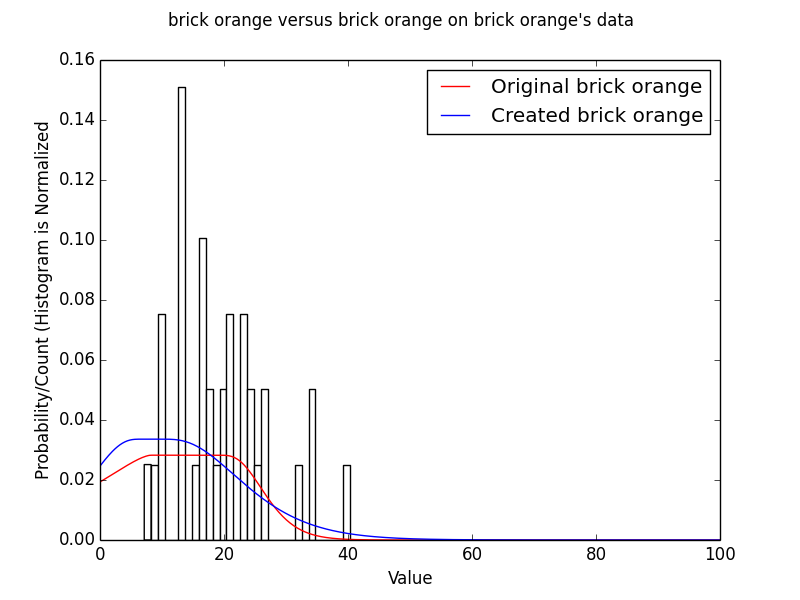 brick orange versus brick orange on brick orange's data
0.16
0.14
0.12
0.10
0.08
0.06
0.04
0.02
0.00
Probability/Count (Histogram is Normalized
Original brick orange
Created brick orange
0 20 40 60 80 100
Value